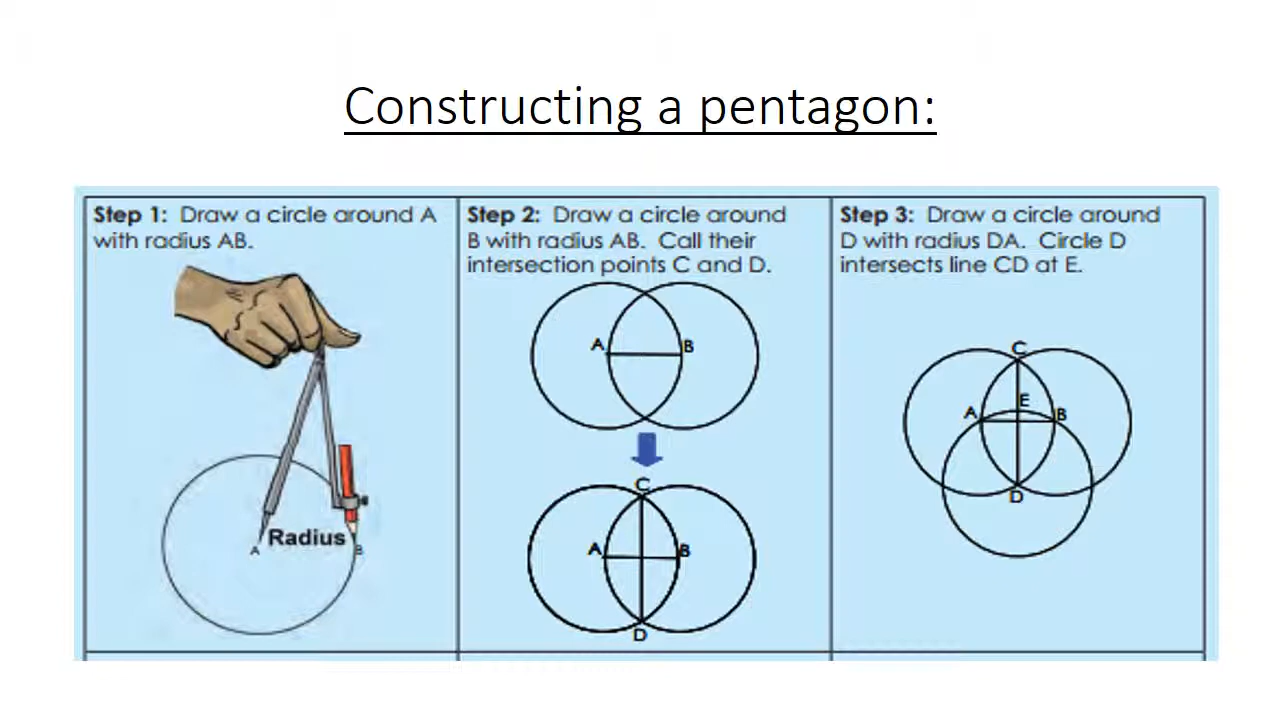 Constructing a pentagon:
Step 1: Draw a circle around A
with radius AB.
A
Radius
B
Step 2: Draw a circle around
B with radius AB. Call their
intersection points C and D.
A
B
C
A
B
D
Step 3: Draw a circle around
D with radius DA. Circle D
intersects line CD at E.
C
E
A
B
D